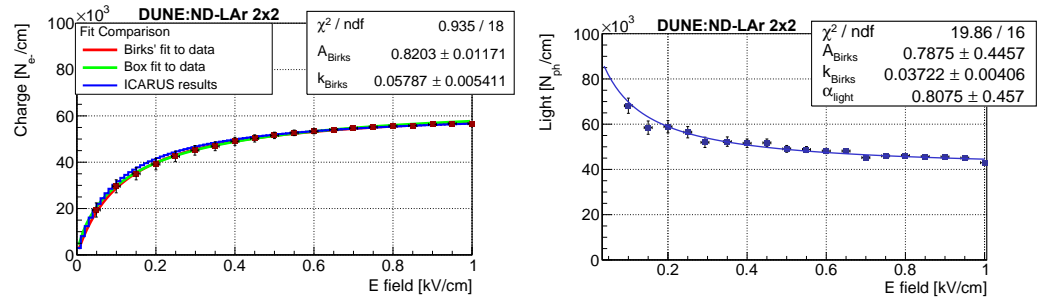 ×10³
DUNE:ND-LAr 2x2
Fit Comparison
Birks' fit to data
Box fit to data
ICARUS results
χ² / ndf 0.935 / 18
A_Birks 0.8203 ± 0.01171
k_Birks 0.05787 ± 0.005411
Charge [N_e-/cm]
100
80
60
40
20
0
0 0.2 0.4 0.6 0.8 1
E field [kV/cm]
×10³
DUNE:ND-LAr 2x2
χ² / ndf 19.86 / 16
A_Birks 0.7875 ± 0.4457
k_Birks 0.03722 ± 0.00406
α_light 0.8075 ± 0.457
Light [N_ph/cm]
100
80
60
40
20
0
0.2 0.4 0.6 0.8 1
E field [kV/cm]